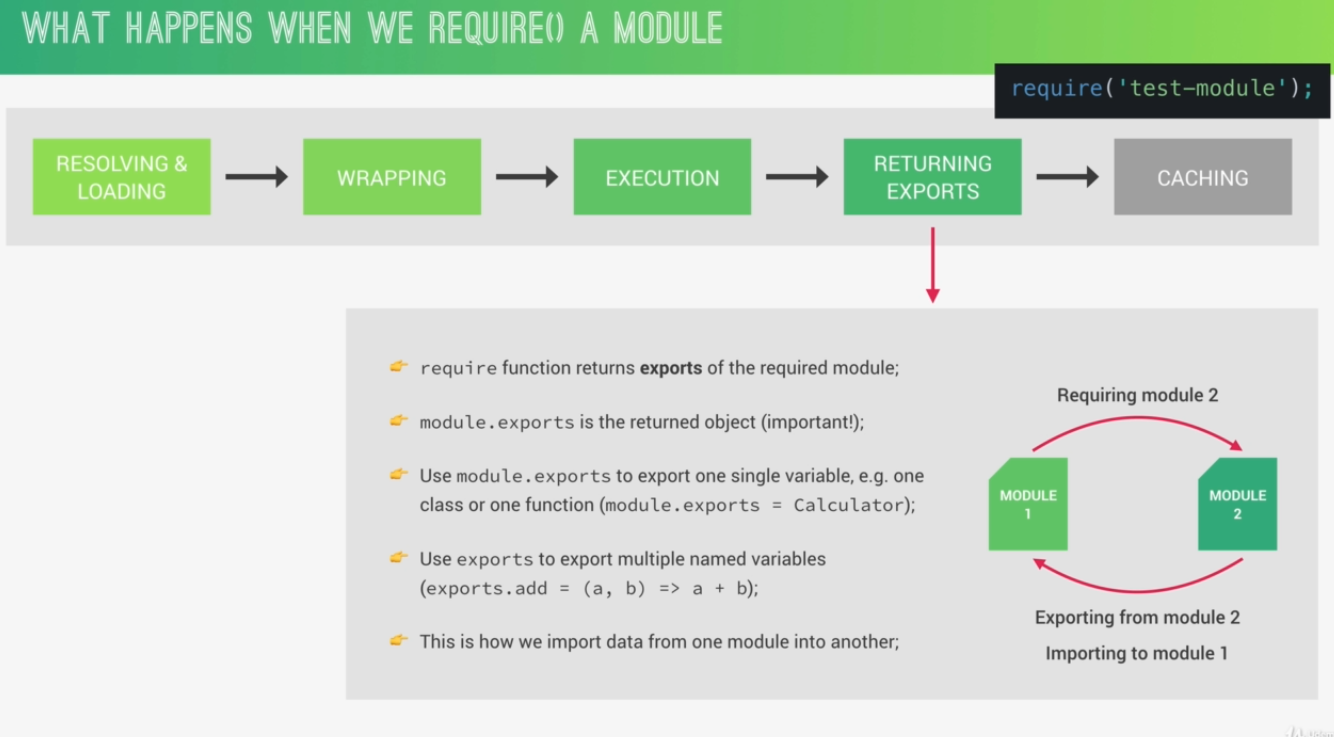 WHAT HAPPENS WHEN WE REQUIRE() A MODULE
require('test-module');
RESOLVING &
LOADING
WRAPPING
EXECUTION
RETURNING
EXPORTS
CACHING
require function returns exports of the required module;
module.exports is the returned object (important!);
Use module.exports to export one single variable, e.g. one
class or one function (module.exports = Calculator);
Use exports to export multiple named variables
(exports.add = (a, b) => a + b);
This is how we import data from one module into another;
Requiring module 2
MODULE
1
MODULE
2
Exporting from module 2
Importing to module 1